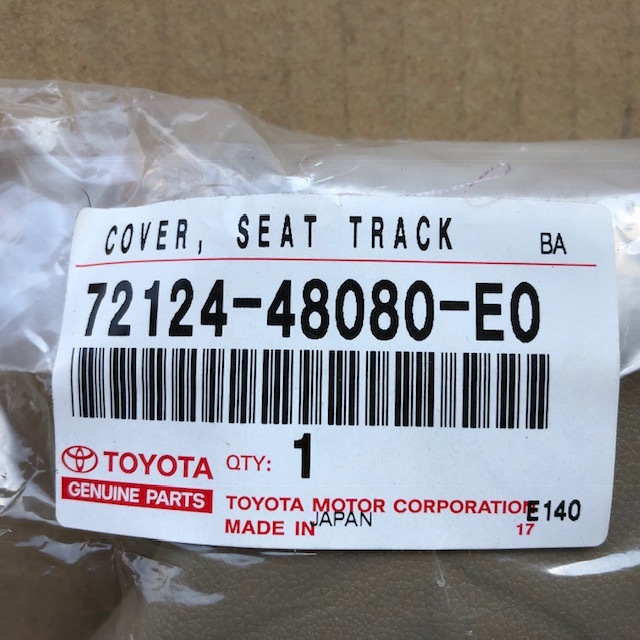 COVER, SEAT TRACK BA
72124-48080-E0
TOYOTA QTY: 1
GENUINE PARTS
TOYOTA MOTOR CORPORATION E140
MADE IN JAPAN 17